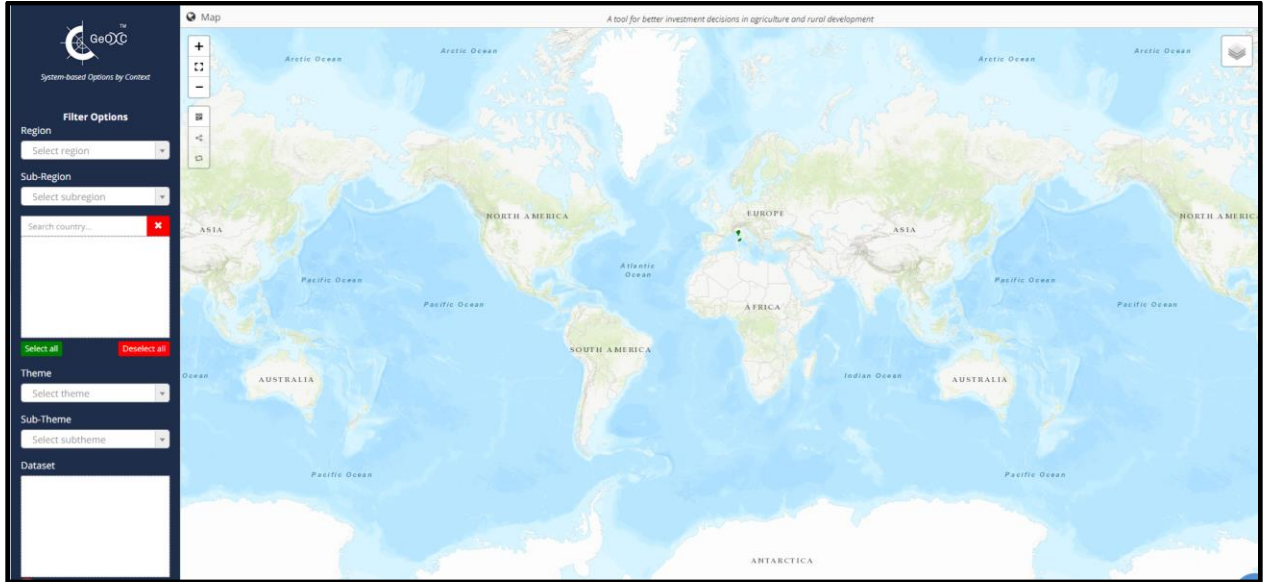 GeOXC
TM
System-based Options by Context
Filter Options
Region
Select region
Sub-Region
Select subregion
Search country...
Select all
Deselect all
Theme
Select theme
Sub-Theme
Select subtheme
Dataset
Map
A tool for better investment decisions in agriculture and rural development
+
-
Arctic Ocean
Arctic Ocean
Arctic Ocean
Arctic Ocean
NORTH AMERICA
EUROPE
NORTH AMERIC
ASIA
ASIA
Atlantic
Ocean
Pacific Ocean
Pacific Ocean
Pacific Ocean
Pacific Ocean
AFRICA
SOUTH AMERICA
Ocean
AUSTRALIA
Indian Ocean
AUSTRALIA
Pacific Ocean
Pacific Ocean
ANTARCTICA